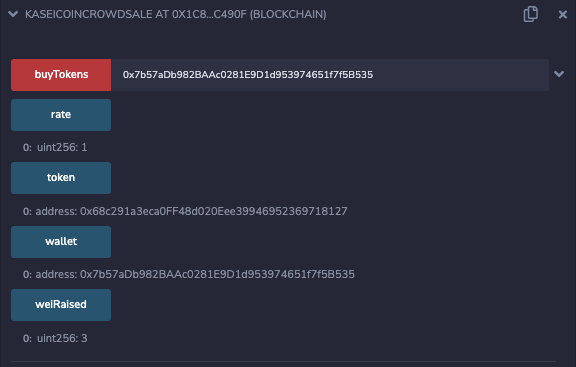 KASEICOINCROWDSALE AT 0X1C8...C490F (BLOCKCHAIN)
buyTokens 0x7b57aDb982BAAc0281E9D1d953974651f7f5B535
rate
0: uint256: 1
token
0: address: 0x68c291a3eca0FF48d020Eee39946952369718127
wallet
0: address: 0x7b57aDb982BAAc0281E9D1d953974651f7f5B535
weiRaised
0: uint256: 3